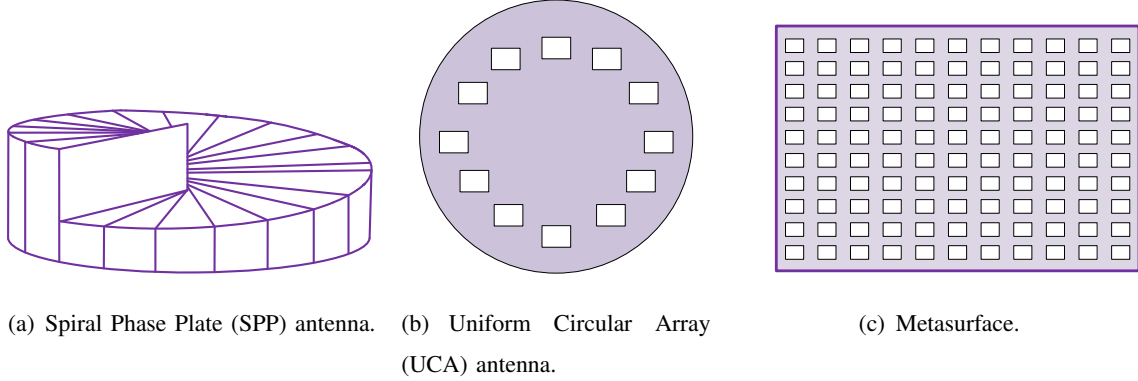 (a) Spiral Phase Plate (SPP) antenna.
(b) Uniform Circular Array
(UCA) antenna.
(c) Metasurface.